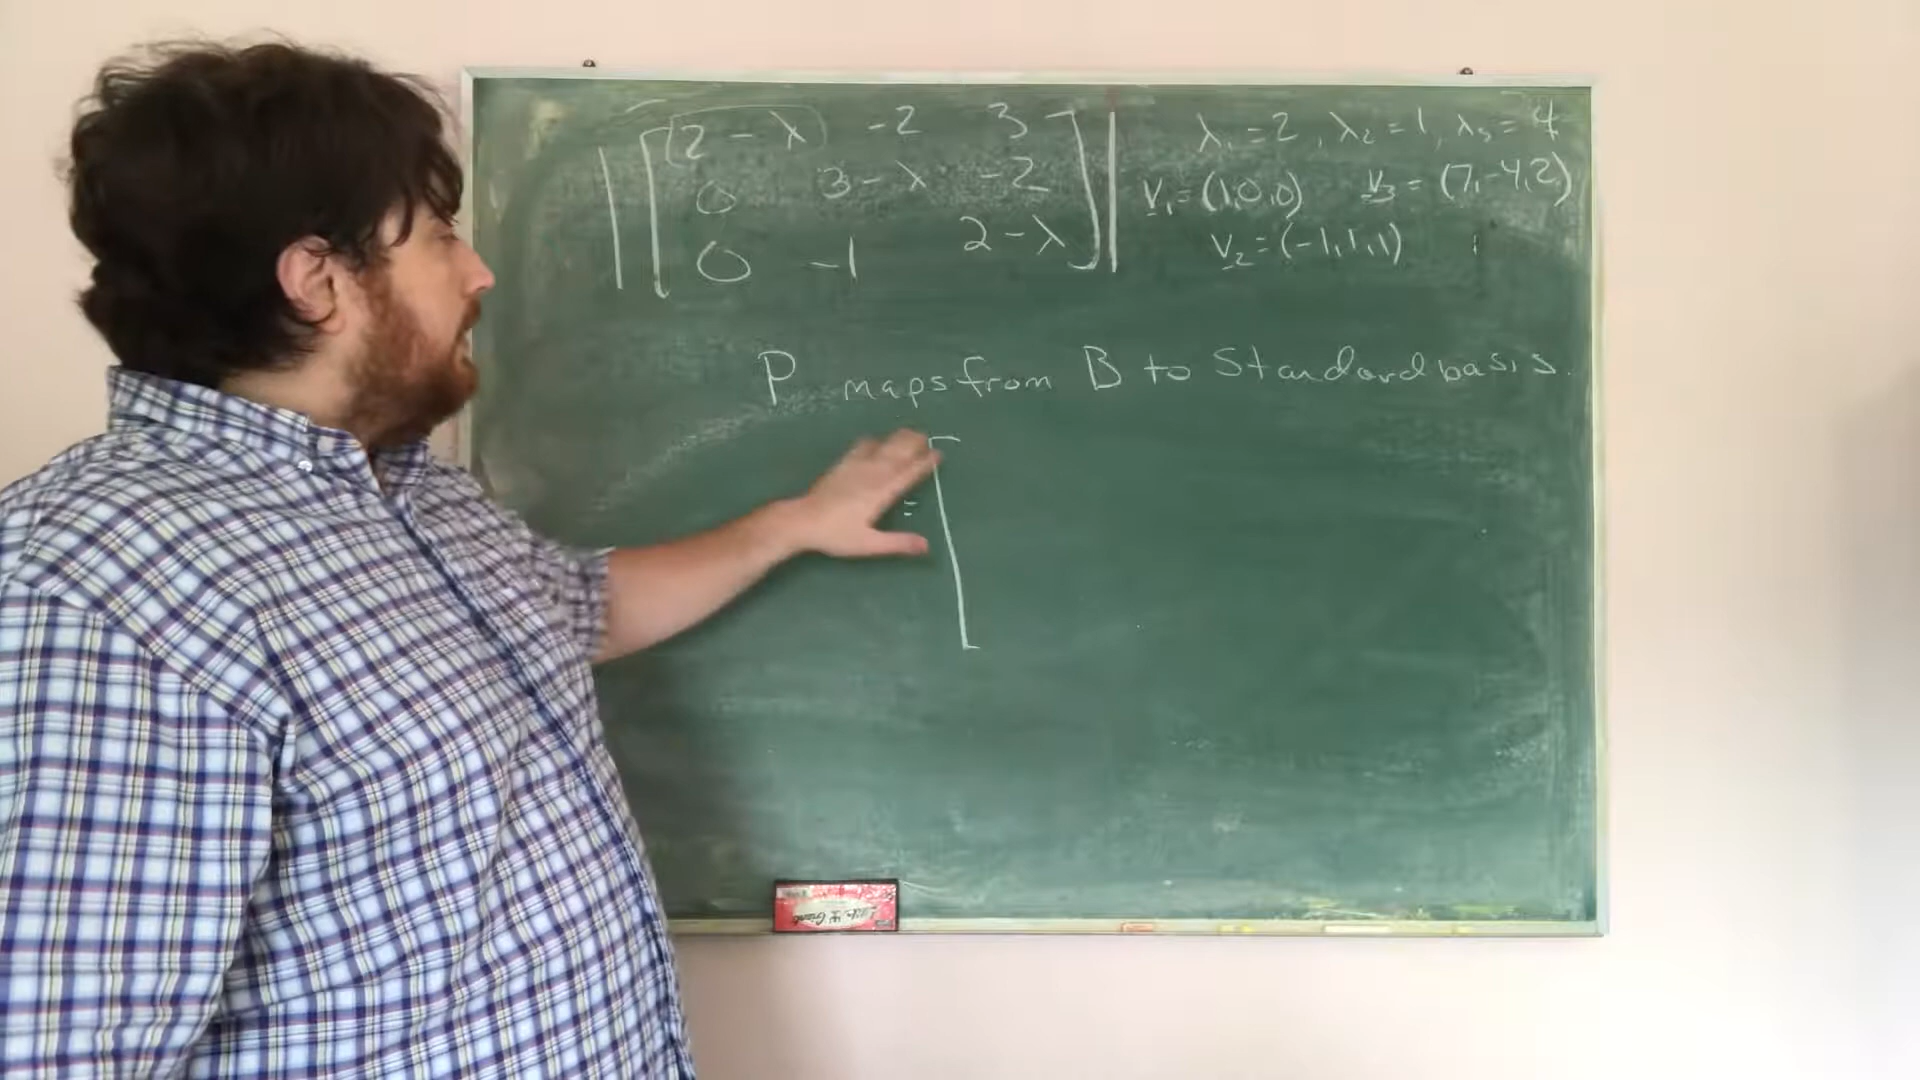 2 - λ -2 3
0 3 - λ -2
0 -1 2 - λ
λ₁ = 2 , λ₂ = 1, λ₃ = 4
v₁ = (1,0,0) v₃ = (7,-4,2)
v₂ = (-1,1,1)
P maps from B to Standard basis.
=